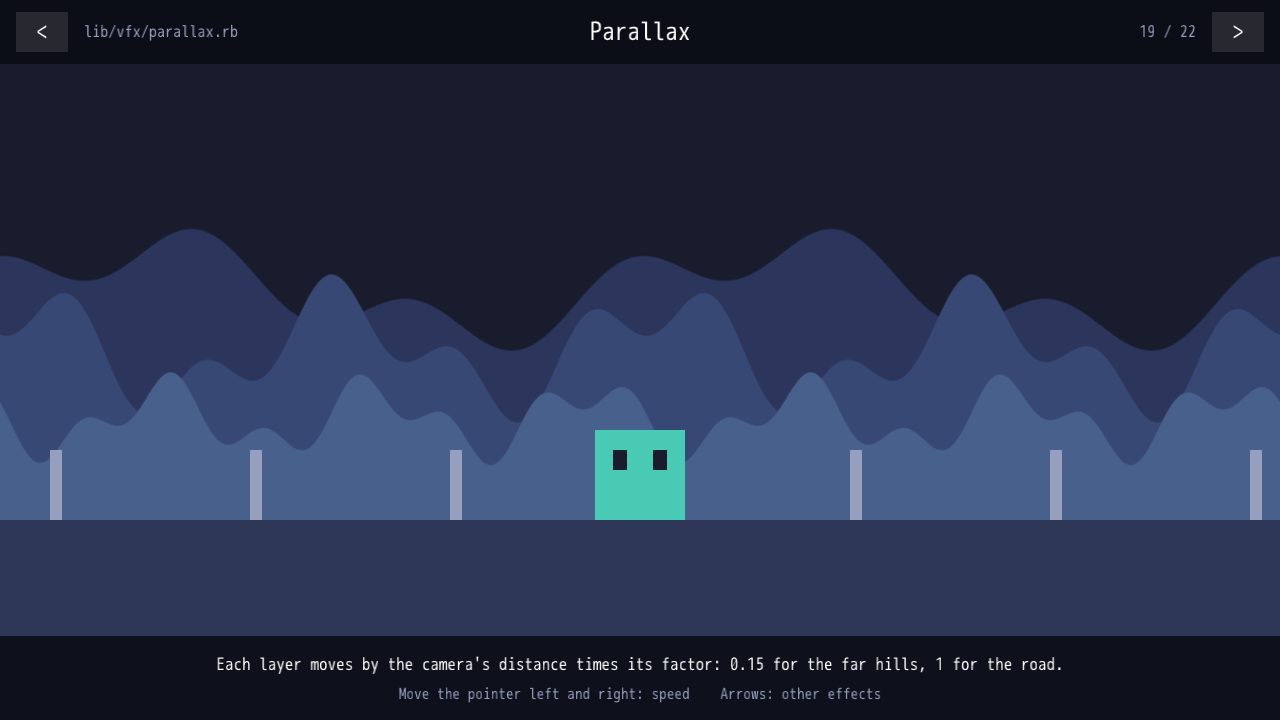 <
lib/vfx/parallax.rb
Parallax
19 / 22
>
Each layer moves by the camera's distance times its factor: 0.15 for the far hills, 1 for the road.
Move the pointer left and right: speed    Arrows: other effects